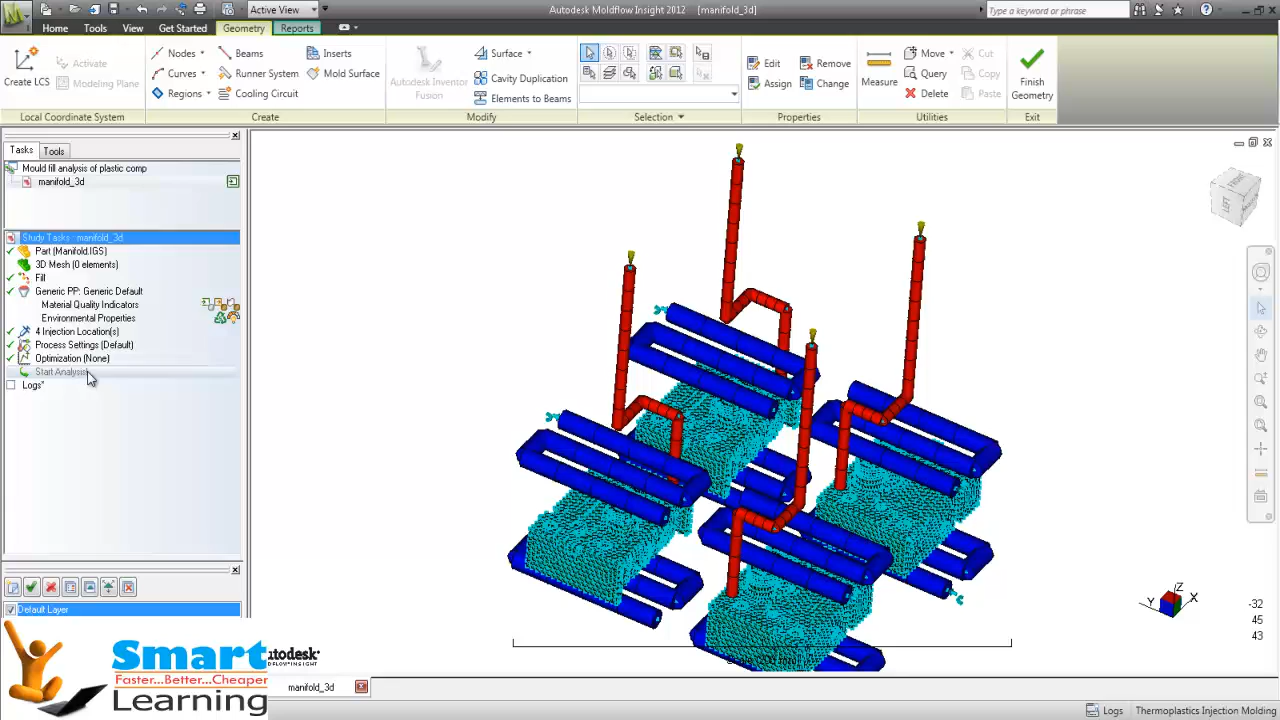 Active View
Autodesk Moldflow Insight 2012 [manifold_3d]
Type a keyword or phrase
Home Tools View Get Started Geometry Reports
Create LCS
Activate
Modeling Plane
Local Coordinate System
Nodes Beams Inserts
Curves Runner System Mold Surface
Regions Cooling Circuit
Create
Autodesk Inventor Fusion
Surface
Cavity Duplication
Elements to Beams
Modify
Selection
Edit Remove
Assign Change
Properties
Measure
Move Cut
Query Copy
Delete Paste
Utilities
Finish Geometry
Exit
Tasks Tools
Mould fill analysis of plastic comp
manifold_3d
Study Tasks : manifold_3d
Part (Manifold.IGS)
3D Mesh (0 elements)
Fill
Generic PP: Generic Default
Material Quality Indicators
Environmental Properties
4 Injection Location(s)
Process Settings (Default)
Optimization (None)
Start Analysis
Logs*
Default Layer
Z
Y X
-32
45
43
Smart
Faster...Better...Cheaper
Learning
manifold_3d
Logs Thermoplastics Injection Molding